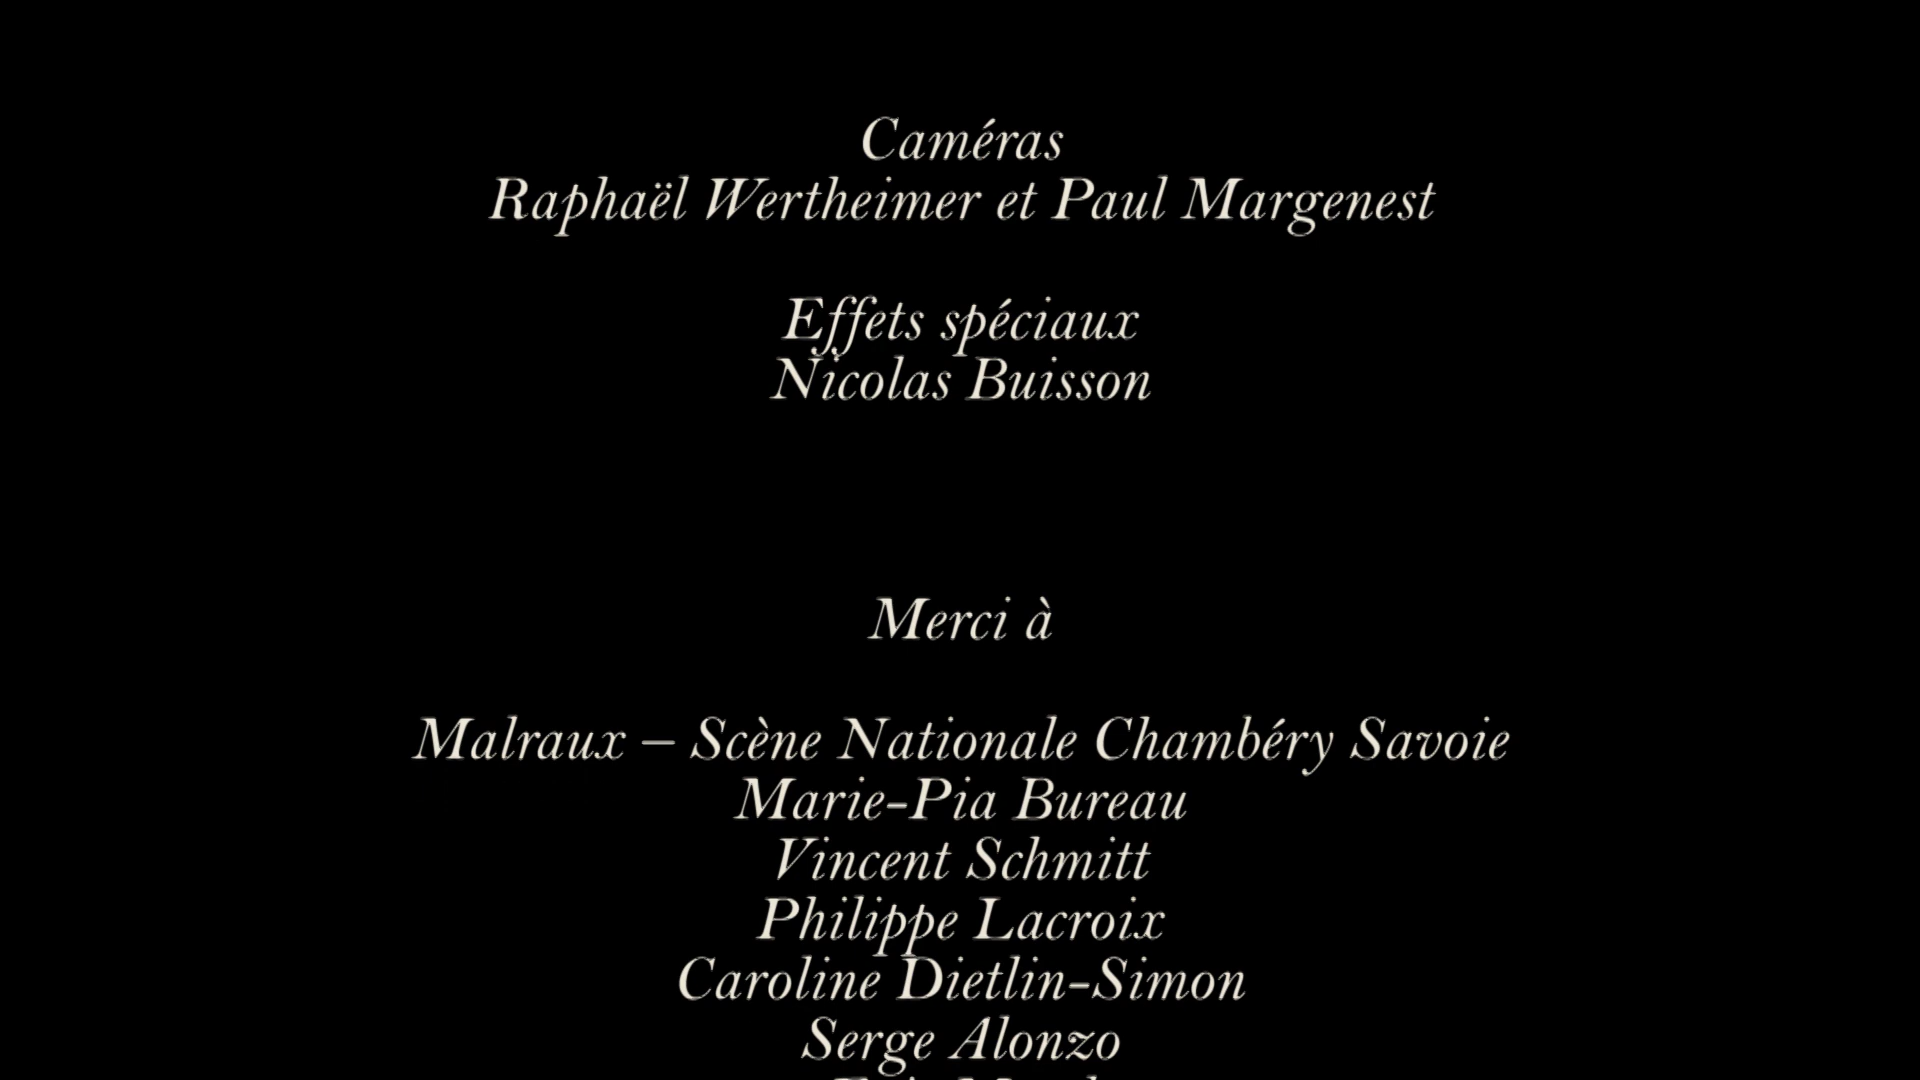 Caméras
Raphaël Wertheimer et Paul Margenest
Effets spéciaux
Nicolas Buisson
Merci à
Malraux – Scène Nationale Chambéry Savoie
Marie-Pia Bureau
Vincent Schmitt
Philippe Lacroix
Caroline Dietlin-Simon
Serge Alonzo